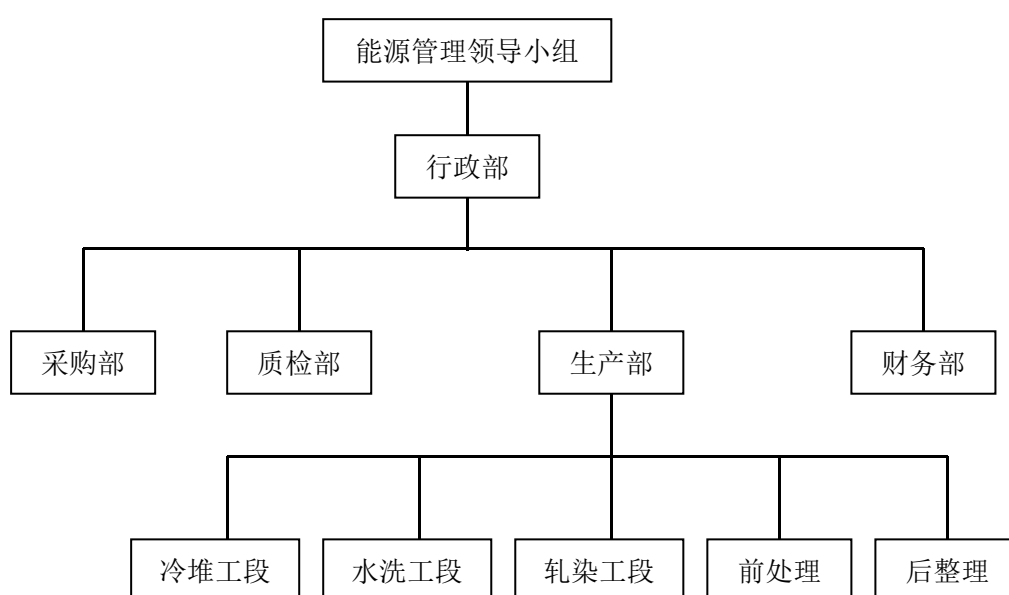 能源管理领导小组
行政部
采购部
质检部
生产部
财务部
冷堆工段
水洗工段
轧染工段
前处理
后整理